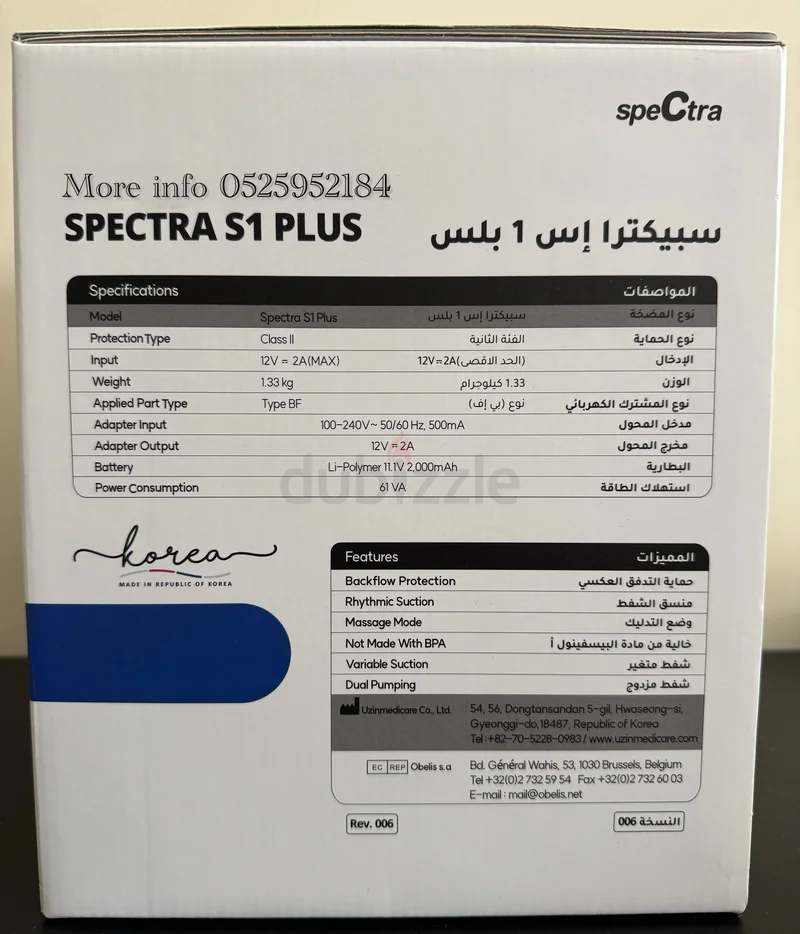 speCtra
More info 0525952184
SPECTRA S1 PLUS سبيكترا إس 1 بلس
Specifications المواصفات
Model Spectra S1 Plus سبيكترا إس 1 بلس نوع المضخة
Protection Type Class II الفئة الثانية نوع الحماية
Input 12V = 2A(MAX) 12V=2A(الحد الاقصى) الإدخال
Weight 1.33 kg 1.33 كيلوجرام الوزن
Applied Part Type Type BF نوع (بي إف) نوع المشترك الكهربائي
Adapter Input 100-240V~ 50/60 Hz, 500mA مدخل المحول
Adapter Output 12V = 2A مخرج المحول
Battery Li-Polymer 11.1V 2,000mAh البطارية
dubizzle
Power Consumption 61 VA استهلاك الطاقة
korea
MADE IN REPUBLIC OF KOREA
Features المميزات
Backflow Protection حماية التدفق العكسي
Rhythmic Suction منسق الشفط
Massage Mode وضع التدليك
Not Made With BPA خالية من مادة البيسفينول أ
Variable Suction شفط متغير
Dual Pumping شفط مزدوج
Uzinmedicare Co., Ltd. 54, 56, Dongtansandan 5-gil, Hwaseong-si,
Gyeonggi-do,18487, Republic of Korea
Tel :+82-70-5228-0983 / www.uzinmedicare.com
EC REP Obelis s.a Bd. Général Wahis, 53, 1030 Brussels, Belgium
Tel +32(0)2 732 59 54 Fax +32(0)2 732 60 03
E-mail : mail@obelis.net
Rev. 006 النسخة 006